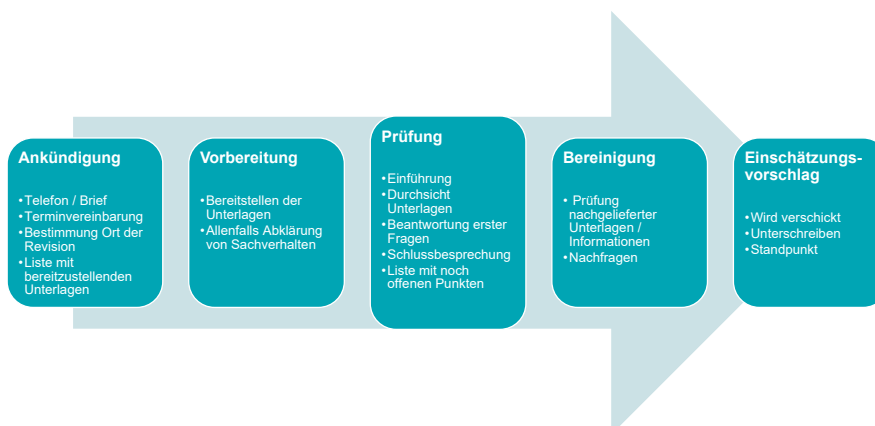 Ankündigung
•Telefon / Brief
•Terminvereinbarung
•Bestimmung Ort der
Revision
•Liste mit
bereitzustellenden
Unterlagen
Vorbereitung
•Bereitstellen der
Unterlagen
•Allenfalls Abklärung
von Sachverhalten
Prüfung
•Einführung
•Durchsicht
Unterlagen
•Beantwortung erster
Fragen
•Schlussbesprechung
•Liste mit noch
offenen Punkten
Bereinigung
• Prüfung
nachgelieferter
Unterlagen /
Informationen
•Nachfragen
Einschätzungs-
vorschlag
•Wird verschickt
•Unterschreiben
•Standpunkt